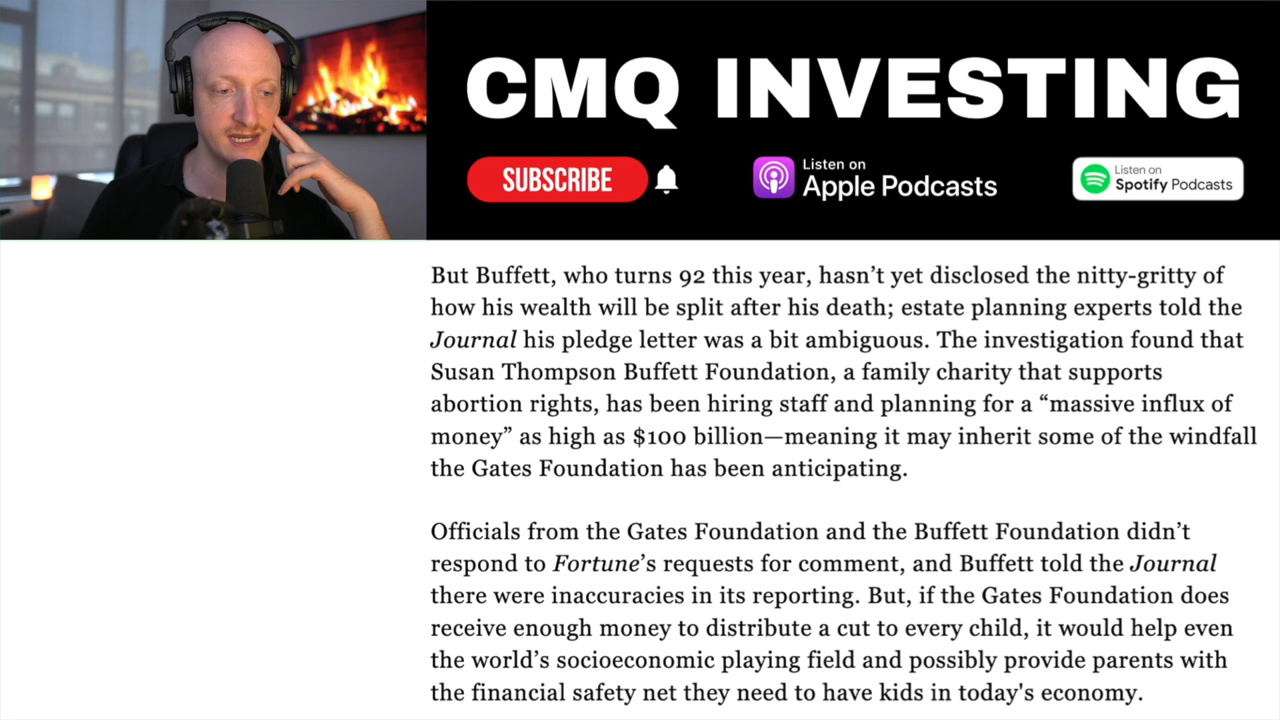 CMQ INVESTING
SUBSCRIBE
Listen on
Apple Podcasts
Listen on
Spotify Podcasts
But Buffett, who turns 92 this year, hasn’t yet disclosed the nitty-gritty of
how his wealth will be split after his death; estate planning experts told the
Journal his pledge letter was a bit ambiguous. The investigation found that
Susan Thompson Buffett Foundation, a family charity that supports
abortion rights, has been hiring staff and planning for a “massive influx of
money” as high as $100 billion—meaning it may inherit some of the windfall
the Gates Foundation has been anticipating.
Officials from the Gates Foundation and the Buffett Foundation didn’t
respond to Fortune’s requests for comment, and Buffett told the Journal
there were inaccuracies in its reporting. But, if the Gates Foundation does
receive enough money to distribute a cut to every child, it would help even
the world’s socioeconomic playing field and possibly provide parents with
the financial safety net they need to have kids in today's economy.